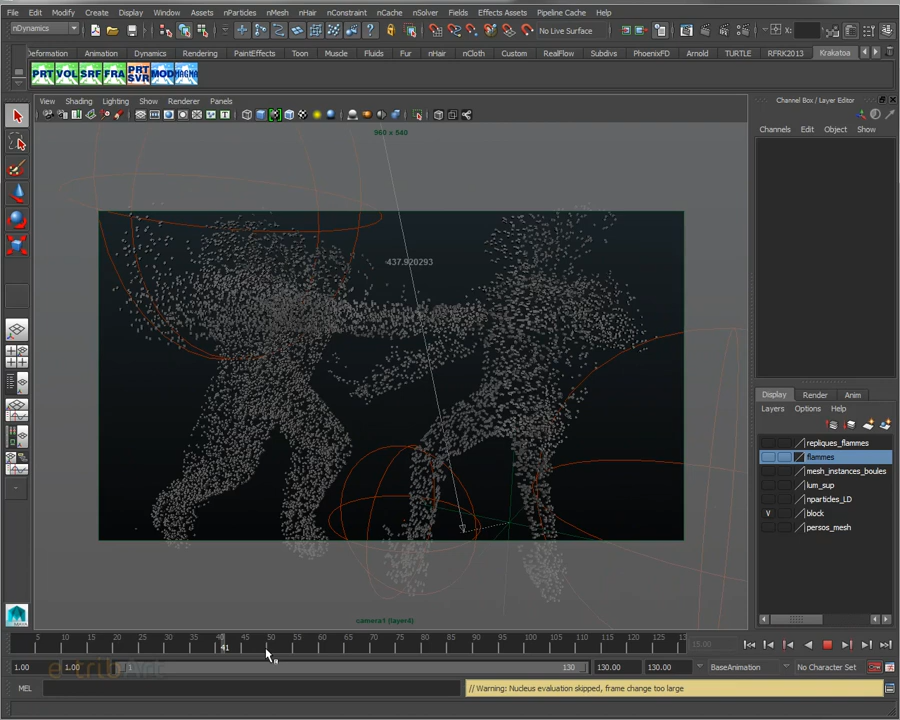 File Edit Modify Create Display Window Assets nParticles nMesh nHair nConstraint nCache nSolver Fields Effects Assets Pipeline Cache Help
nDynamics No Live Surface
Deformation Animation Dynamics Rendering PaintEffects Toon Muscle Fluids Fur nHair nCloth Custom RealFlow Subdivs PhoenixFD Arnold TURTLE RFRK2013 Krakatoa
PRT VOL SRF FRA PRT SVR MOD MAGMA
View Shading Lighting Show Renderer Panels
Channel Box / Layer Editor
Channels Edit Object Show
960 x 540
-437.920293
Display Render Anim
Layers Options Help
repliques_flammes
flammes
mesh_instances_boules
lum_sup
nparticles_LD
V block
persos_mesh
camera1 (layer4)
5 10 15 20 25 30 35 40 45 50 55 60 65 70 75 80 85 90 95 100 105 110 115 120 125 13
41
15.00
1.00 1.00 1 130 130.00 130.00 BaseAnimation No Character Set
MEL // Warning: Nucleus evaluation skipped, frame change too large